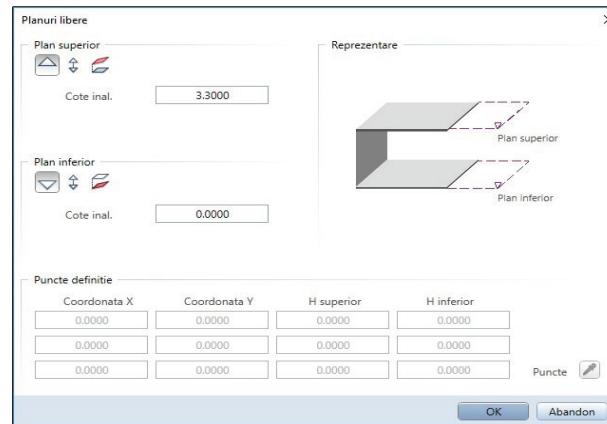 Planuri libere
Plan superior
Cote inal. 3.3000
Plan inferior
Cote inal. 0.0000
Reprezentare
Plan superior
Plan inferior
Puncte definitie
Coordonata X Coordonata Y H superior H inferior
0.0000 0.0000 0.0000 0.0000
0.0000 0.0000 0.0000 0.0000
0.0000 0.0000 0.0000 0.0000
Puncte
OK Abandon